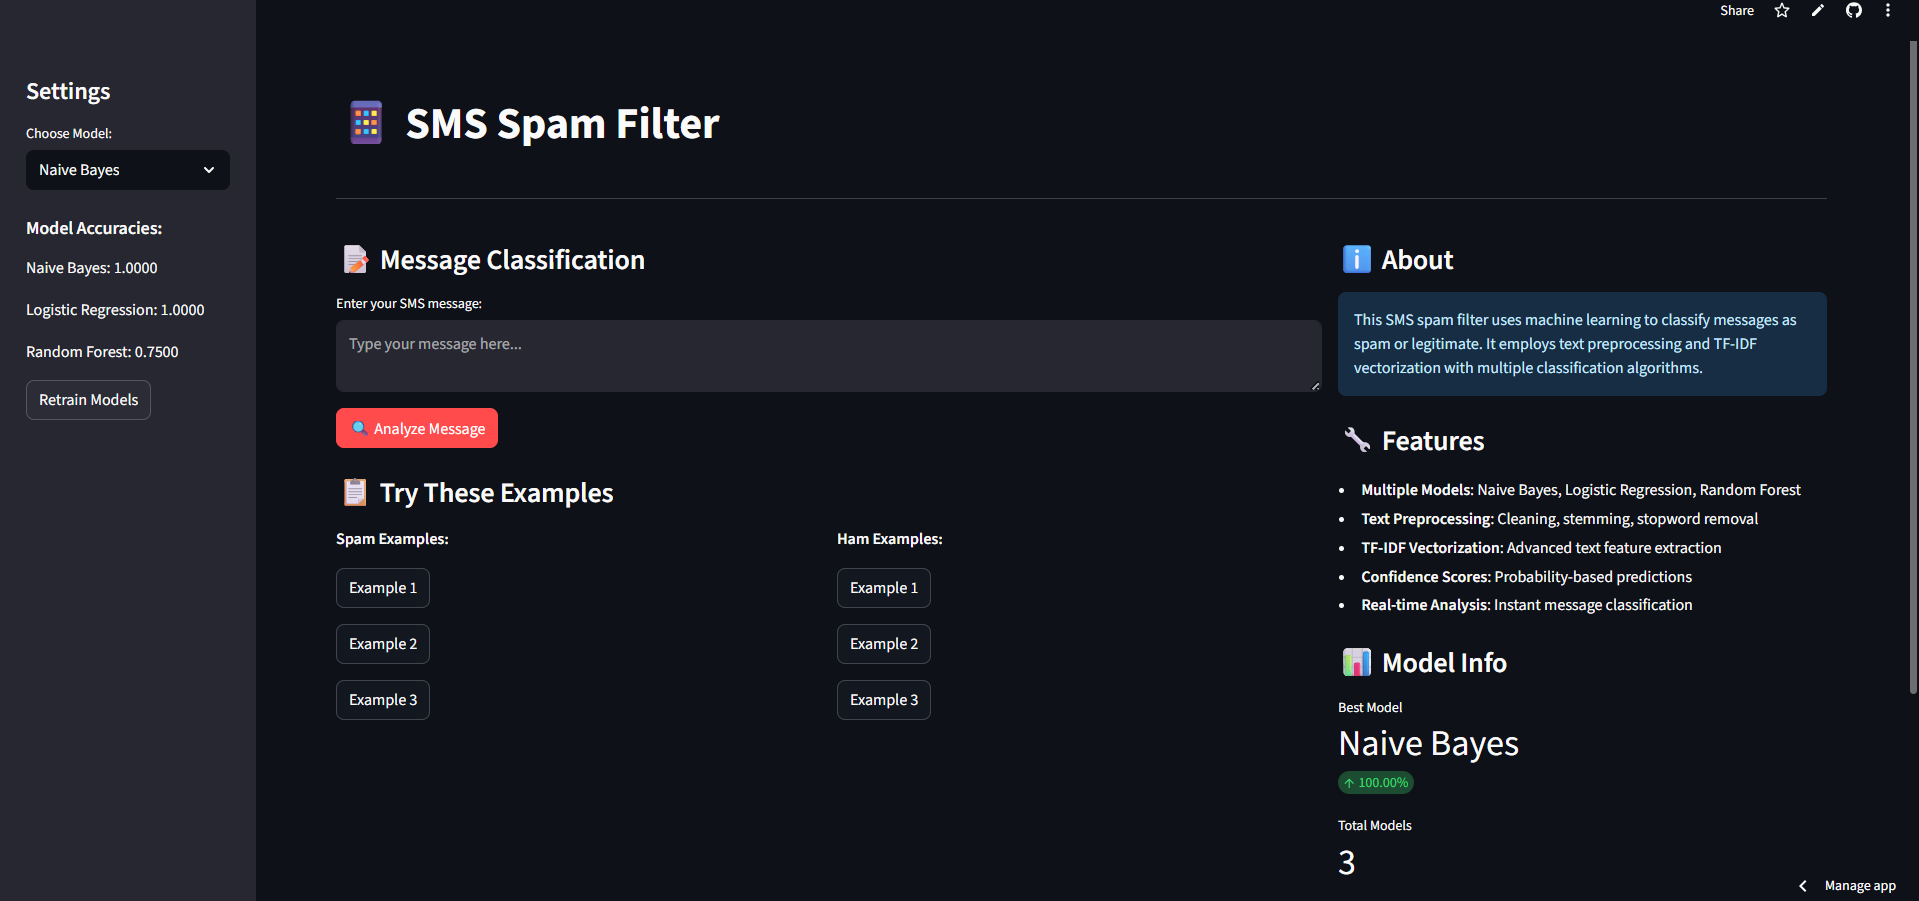 Share
Settings
Choose Model:
Naive Bayes
Model Accuracies:
Naive Bayes: 1.0000
Logistic Regression: 1.0000
Random Forest: 0.7500
Retrain Models
SMS Spam Filter
Message Classification
Enter your SMS message:
Type your message here...
Analyze Message
Try These Examples
Spam Examples:
Example 1
Example 2
Example 3
Ham Examples:
Example 1
Example 2
Example 3
About
This SMS spam filter uses machine learning to classify messages as
spam or legitimate. It employs text preprocessing and TF-IDF
vectorization with multiple classification algorithms.
Features
Multiple Models: Naive Bayes, Logistic Regression, Random Forest
Text Preprocessing: Cleaning, stemming, stopword removal
TF-IDF Vectorization: Advanced text feature extraction
Confidence Scores: Probability-based predictions
Real-time Analysis: Instant message classification
Model Info
Best Model
Naive Bayes
↑ 100.00%
Total Models
3
Manage app